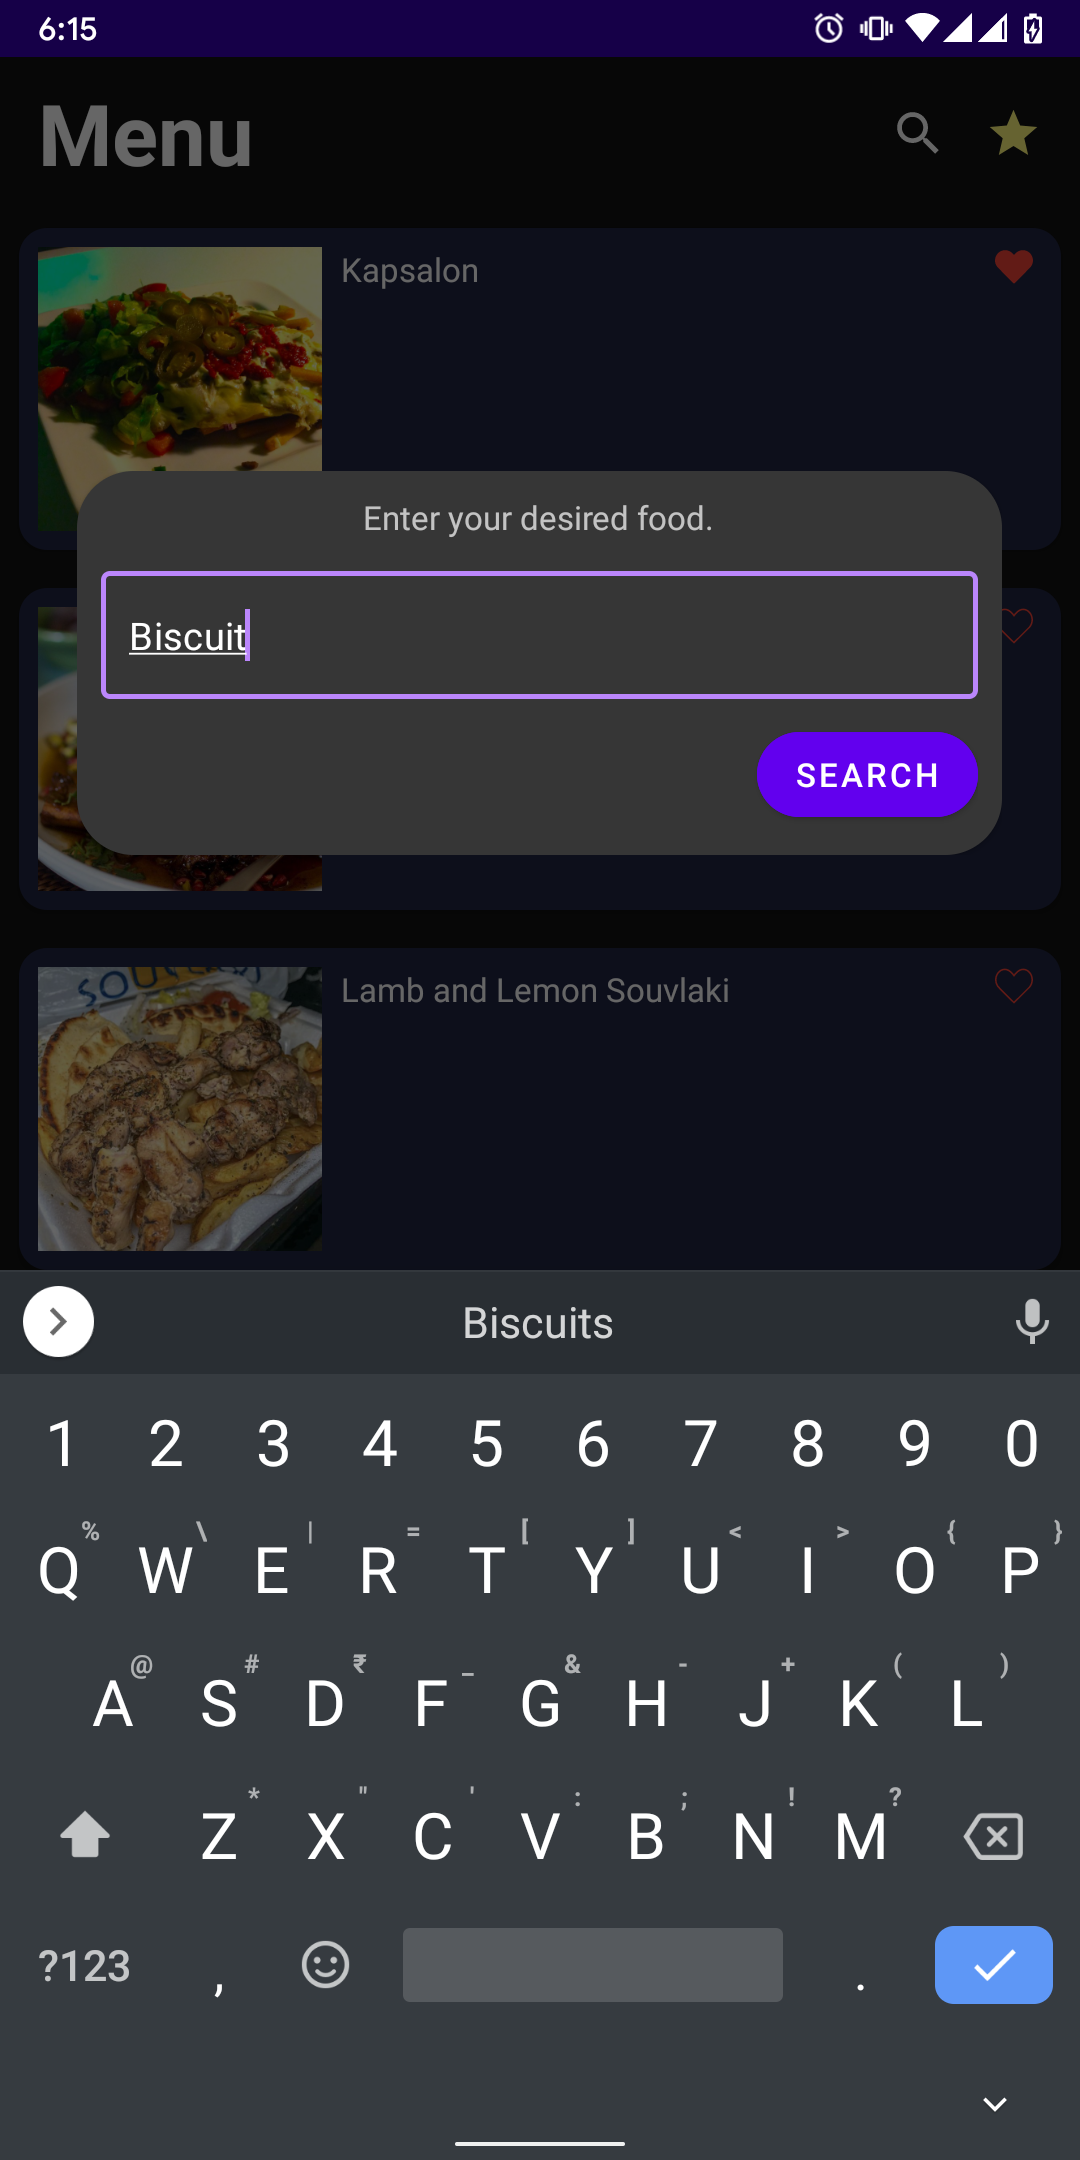 6:15
Menu
Kapsalon
Enter your desired food.
Biscuit
SEARCH
Lamb and Lemon Souvlaki
Biscuits
1 2 3 4 5 6 7 8 9 0
% \ | = [ ] < > { }
Q W E R T Y U I O P
@ # ₹ _ & - + ( )
A S D F G H J K L
* " ' : ; ! ?
Z X C V B N M
?123 , .